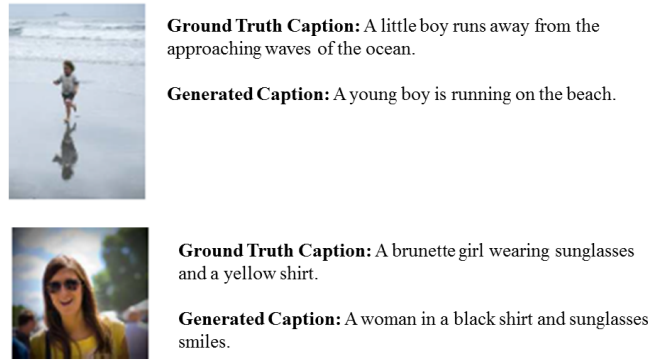 Ground Truth Caption: A little boy runs away from the
approaching waves of the ocean.
Generated Caption: A young boy is running on the beach.
Ground Truth Caption: A brunette girl wearing sunglasses
and a yellow shirt.
Generated Caption: A woman in a black shirt and sunglasses
smiles.